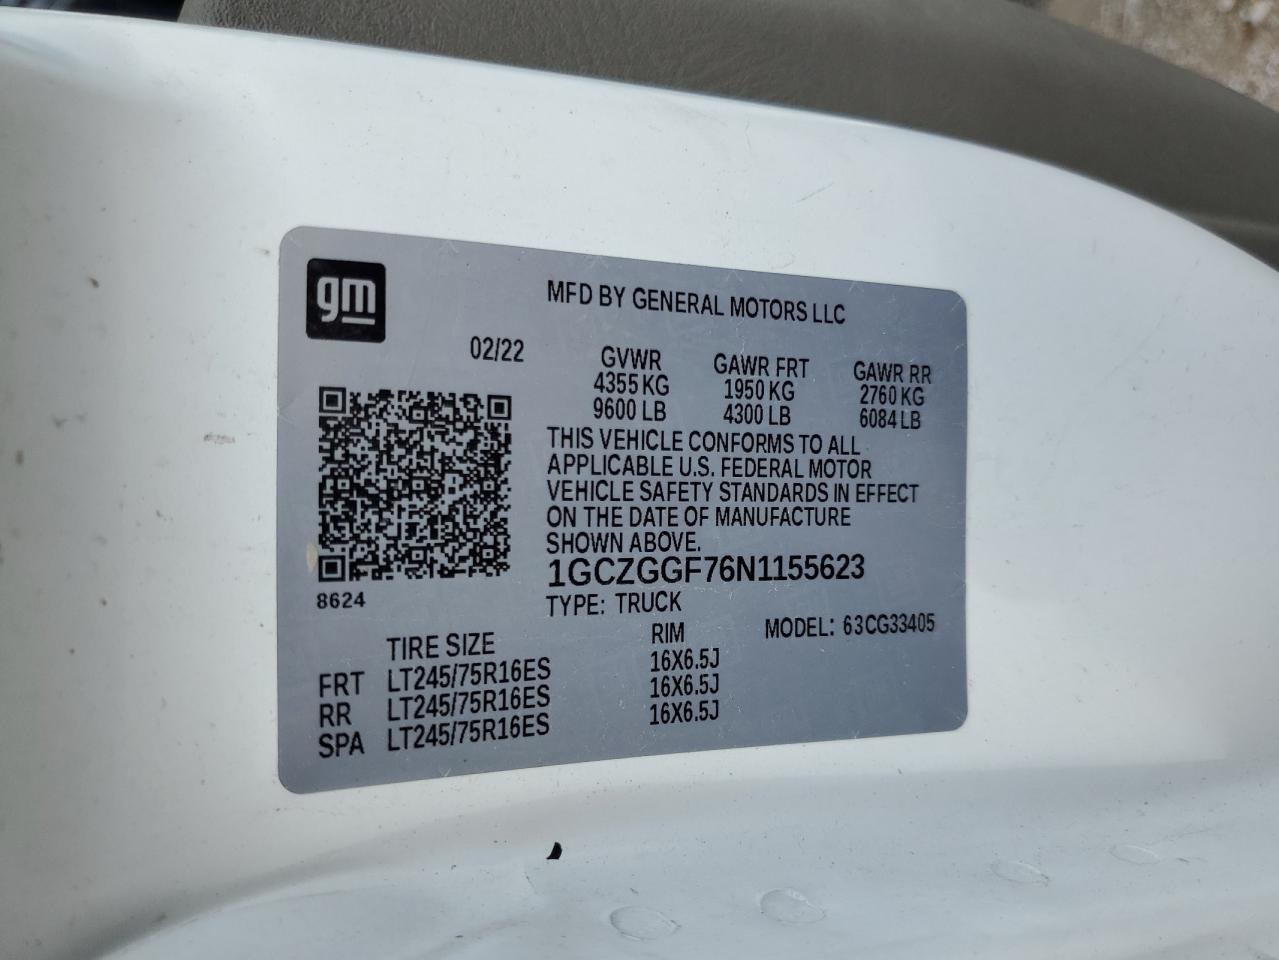 gm
MFD BY GENERAL MOTORS LLC
02/22
GVWR GAWR FRT GAWR RR
4355 KG 1950 KG 2760 KG
9600 LB 4300 LB 6084 LB
THIS VEHICLE CONFORMS TO ALL
APPLICABLE U.S. FEDERAL MOTOR
VEHICLE SAFETY STANDARDS IN EFFECT
ON THE DATE OF MANUFACTURE
SHOWN ABOVE.
8624
1GCZGGF76N1155623
TYPE: TRUCK
MODEL: 63CG33405
TIRE SIZE RIM
FRT LT245/75R16ES 16X6.5J
RR LT245/75R16ES 16X6.5J
SPA LT245/75R16ES 16X6.5J